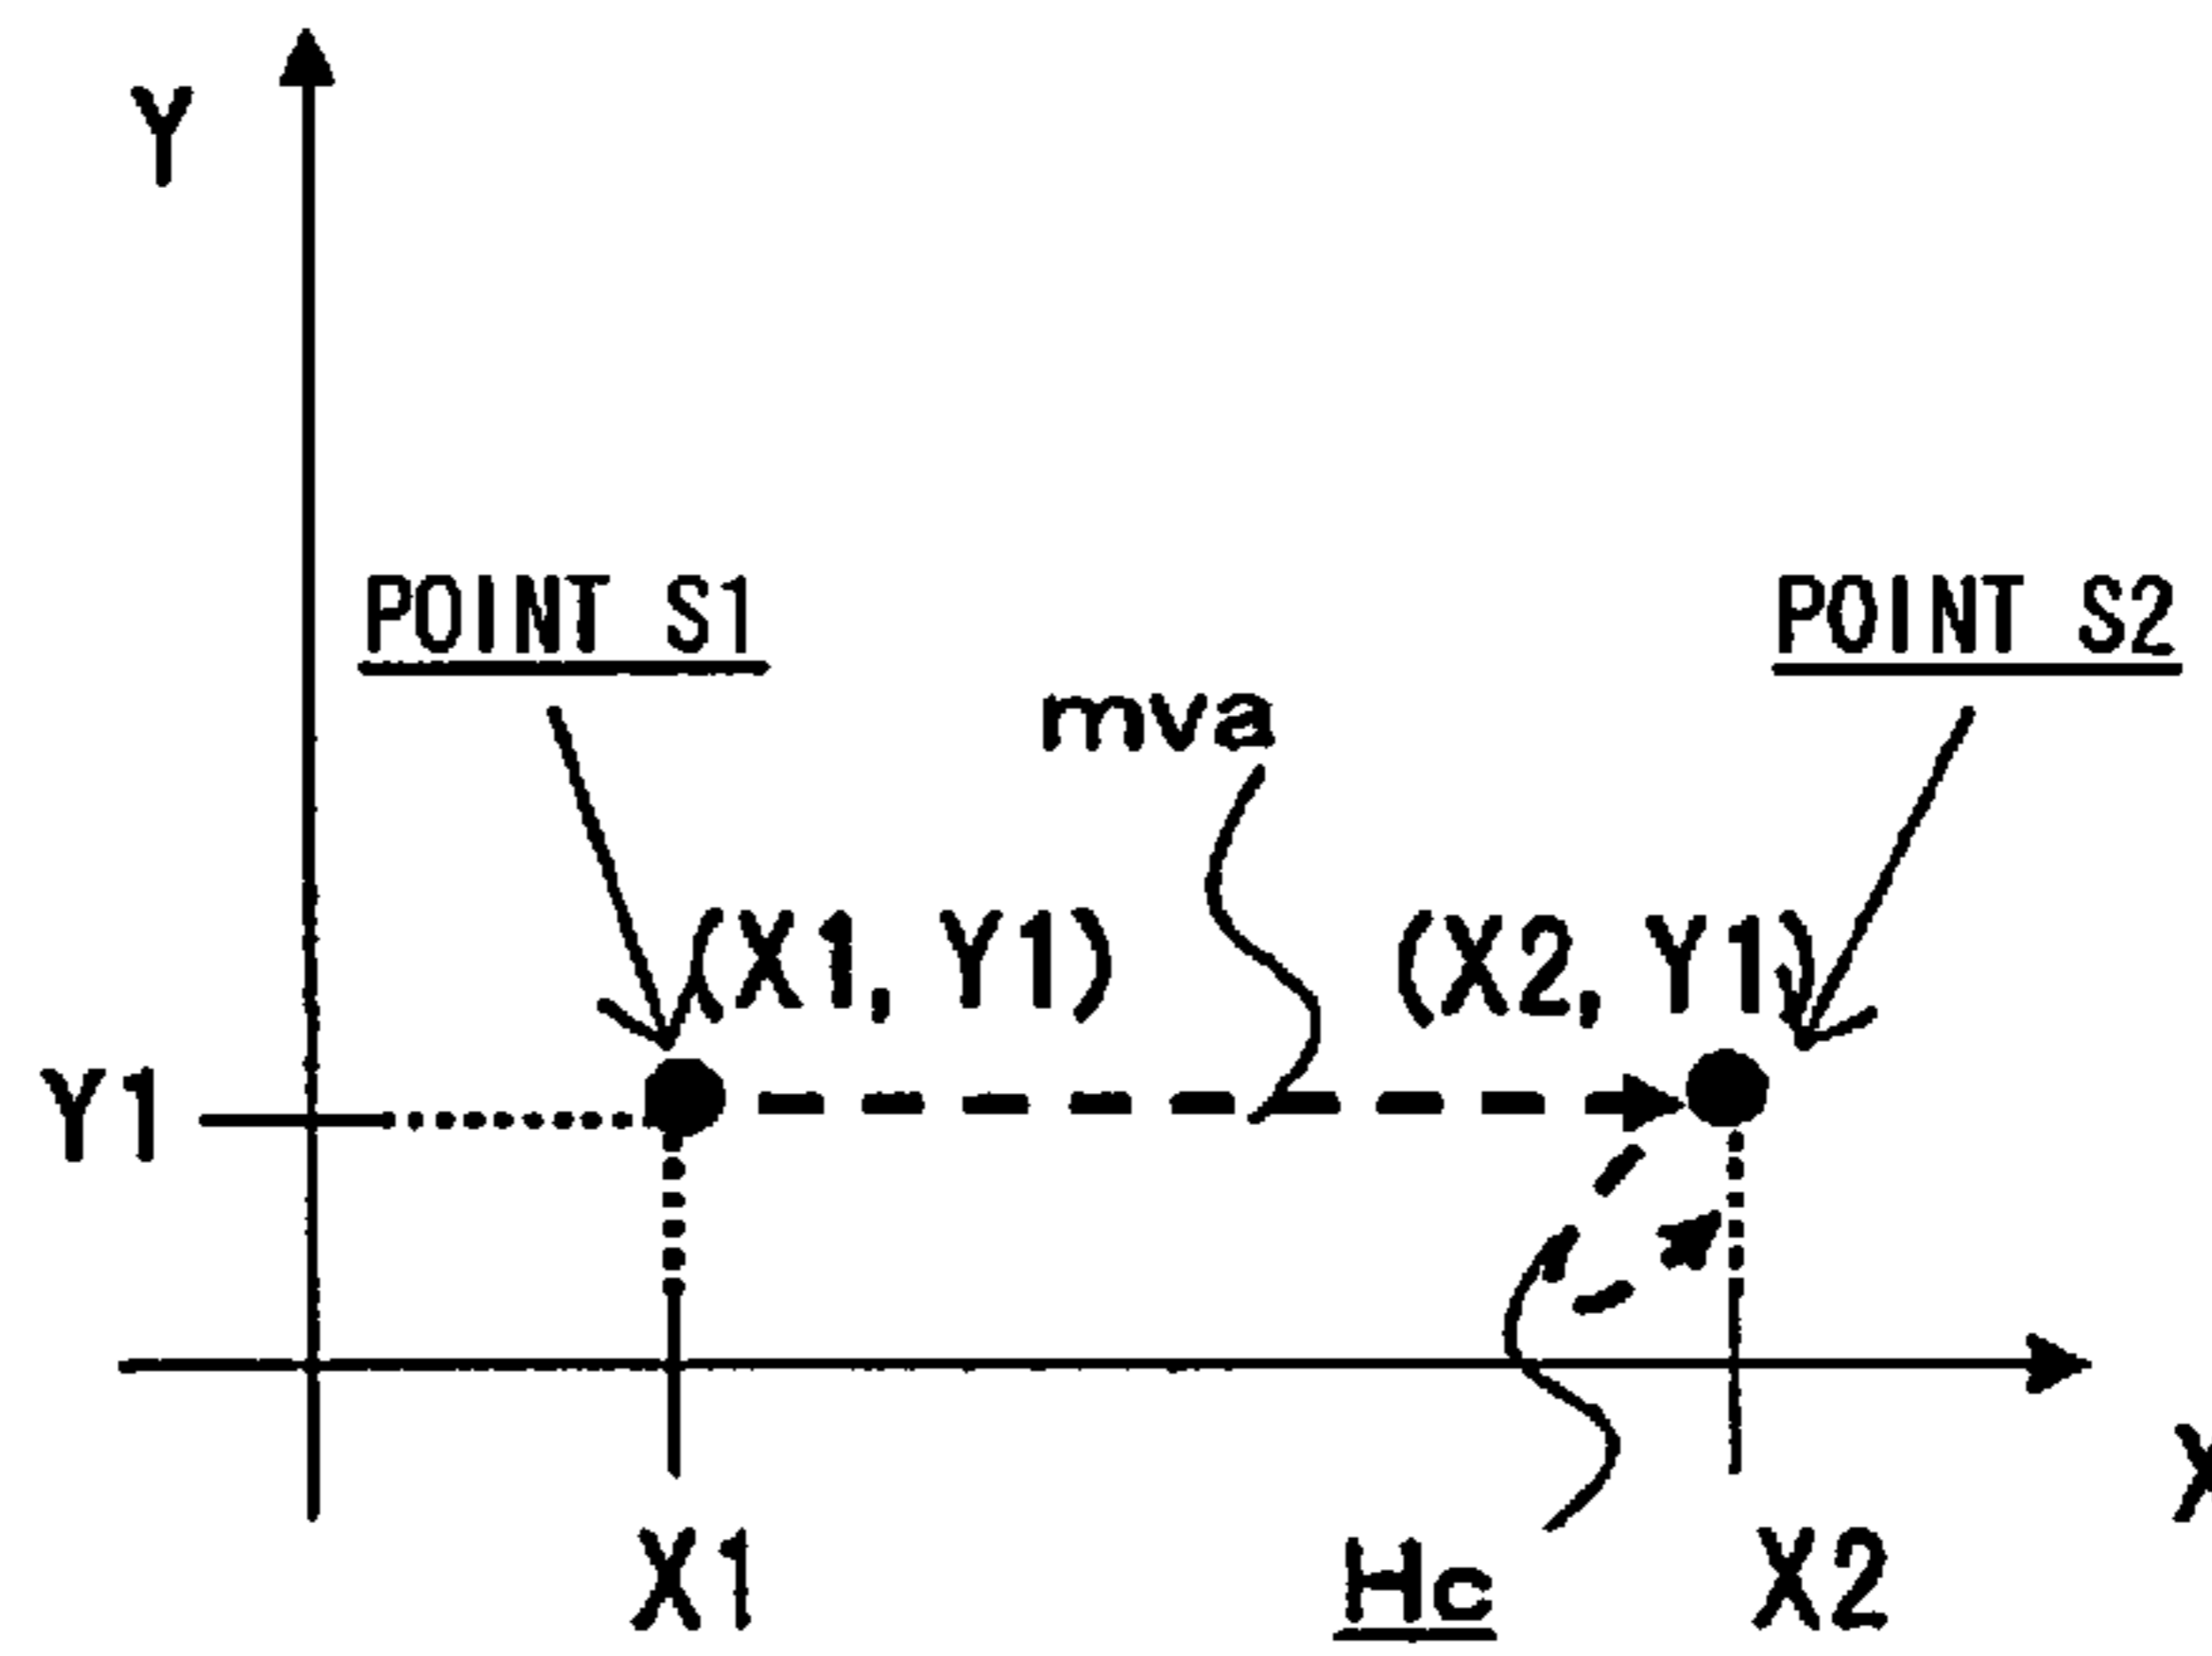 Y
POINT S1
POINT S2
mva
(X1, Y1)
(X2, Y1)
Y1
X
X1
Hc
X2